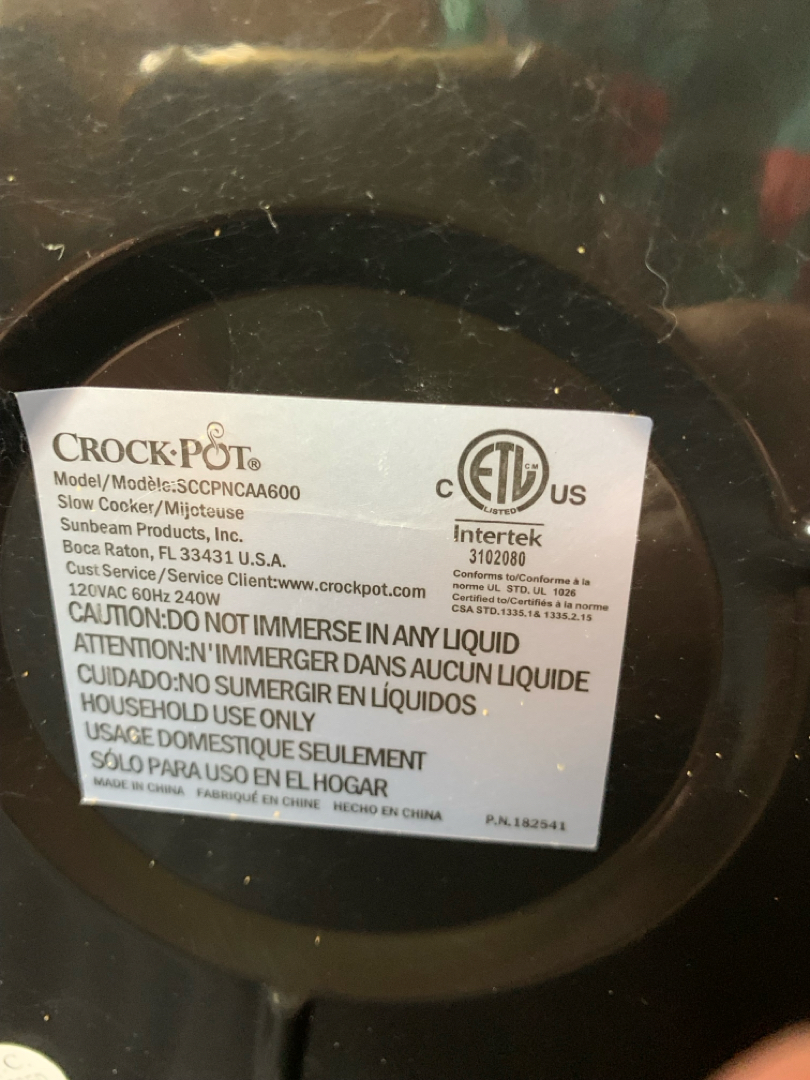 CROCK·POT®
Model/Modèle:SCCPNCAA600
Slow Cooker/Mijoteuse
Sunbeam Products, Inc.
Boca Raton, FL 33431 U.S.A.
Cust Service/Service Client:www.crockpot.com
120VAC 60Hz 240W
C ETL CM US
LISTED
Intertek
3102080
Conforms to/Conforme à la
norme UL STD. UL 1026
Certified to/Certifiés à la norme
CSA STD.1335.1& 1335.2.15
CAUTION:DO NOT IMMERSE IN ANY LIQUID
ATTENTION:N'IMMERGER DANS AUCUN LIQUIDE
CUIDADO:NO SUMERGIR EN LÍQUIDOS
HOUSEHOLD USE ONLY
USAGE DOMESTIQUE SEULEMENT
SÓLO PARA USO EN EL HOGAR
MADE IN CHINA FABRIQUÉ EN CHINE HECHO EN CHINA
P.N.182541